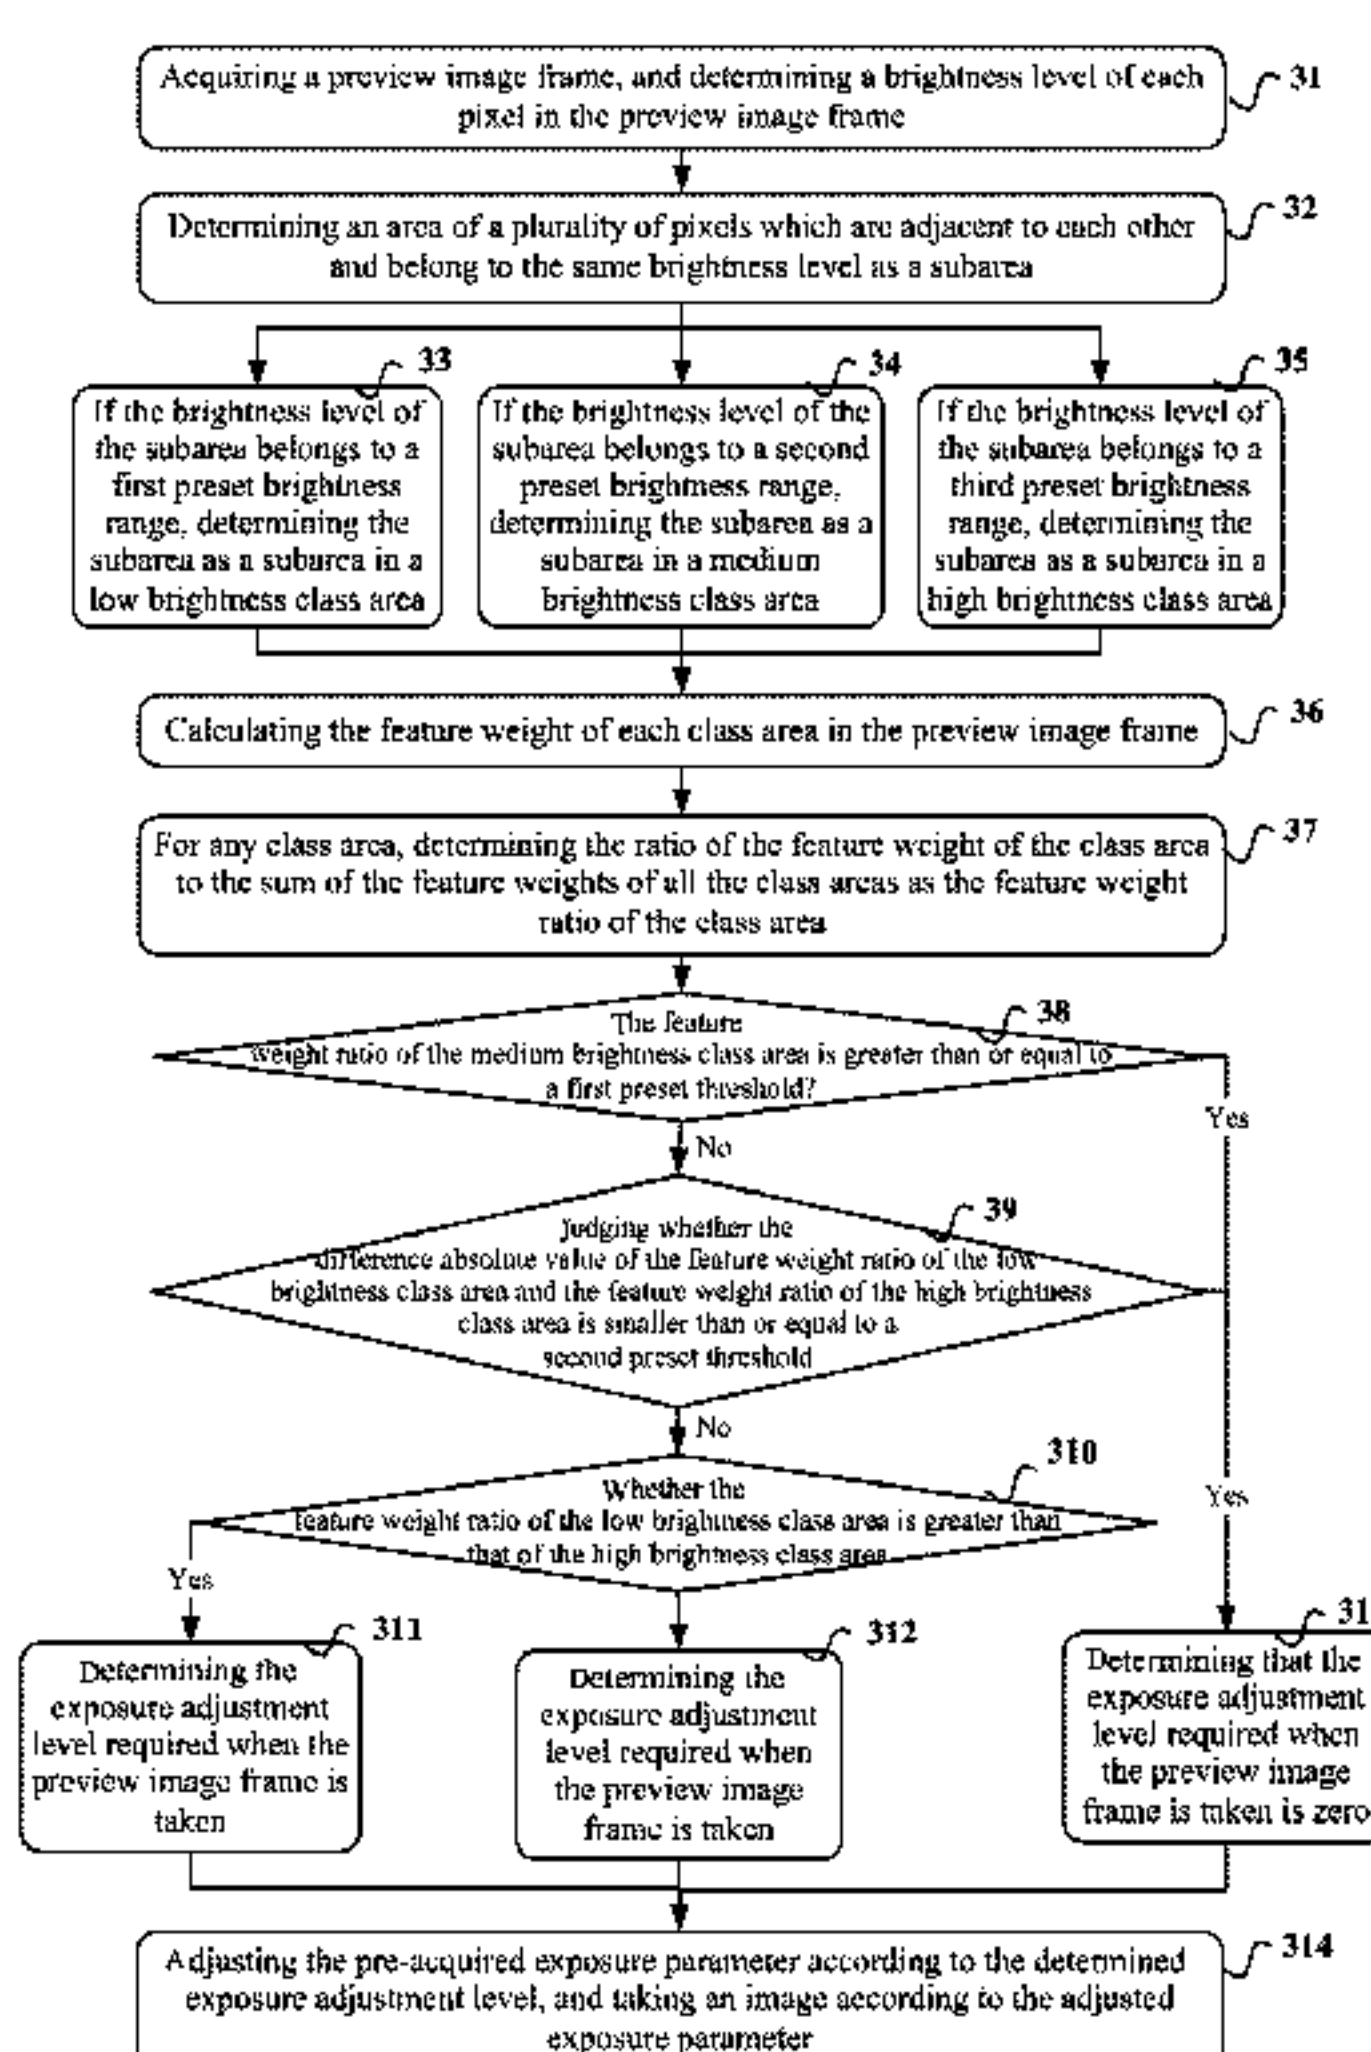 Acquiring a preview image frame, and determining a brightness level of each
pixel in the preview image frame
31
Determining an area of a plurality of pixels which are adjacent to each other
and belong to the same brightness level as a subarea
32
33
If the brightness level of
the subarea belongs to a
first preset brightness
range, determining the
subarea as a subarea in a
low brightness class area
34
If the brightness level of the
subarea belongs to a second
preset brightness range,
determining the subarea as a
subarea in a medium
brightness class area
35
If the brightness level of
the subarea belongs to a
third preset brightness
range, determining the
subarea as a subarea in a
high brightness class area
Calculating the feature weight of each class area in the preview image frame
36
For any class area, determining the ratio of the feature weight of the class area
to the sum of the feature weights of all the class areas as the feature weight
ratio of the class area
37
38
The feature
weight ratio of the medium brightness class area is greater than or equal to
a first preset threshold?
Yes
No
39
Judging whether the
difference absolute value of the feature weight ratio of the low
brightness class area and the feature weight ratio of the high brightness
class area is smaller than or equal to a
second preset threshold
No
Yes
310
Whether the
feature weight ratio of the low brightness class area is greater than
that of the high brightness class area
Yes
311
Determining the
exposure adjustment
level required when the
preview image frame is
taken
312
Determining the
exposure adjustment
level required when
the preview image
frame is taken
31
Determining that the
exposure adjustment
level required when
the preview image
frame is taken is zero
Adjusting the pre-acquired exposure parameter according to the determined
exposure adjustment level, and taking an image according to the adjusted
exposure parameter
314